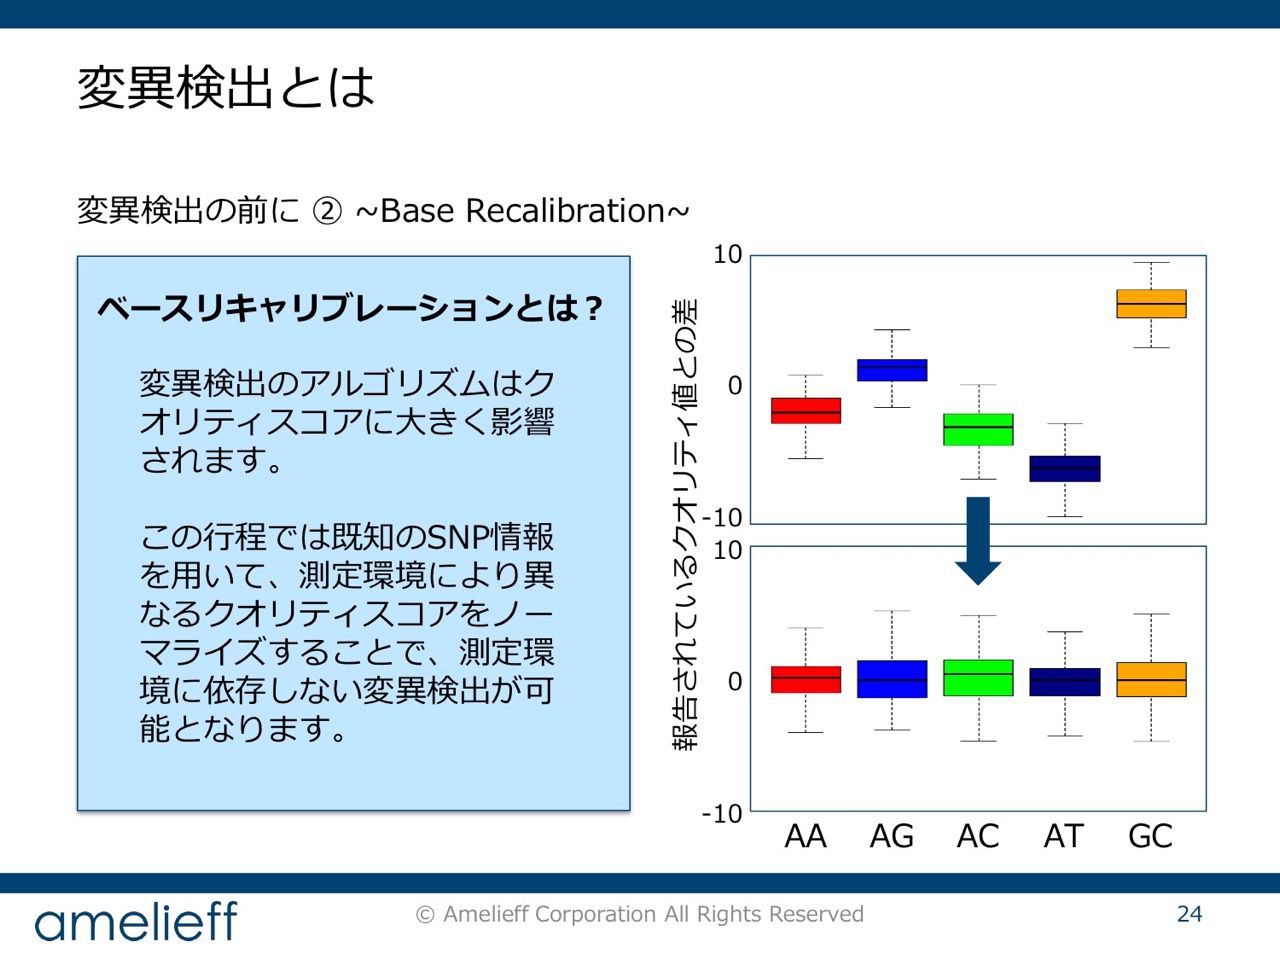 変異検出とは
変異検出の前に ② ~Base Recalibration~
ベースリキャリブレーションとは？
変異検出のアルゴリズムはク
オリティスコアに大きく影響
されます。
この行程では既知のSNP情報
を用いて、測定環境により異
なるクオリティスコアをノー
マライズすることで、測定環
境に依存しない変異検出が可
能となります。
報告されているクオリティ値との差
10
0
-10
10
0
-10
AA AG AC AT GC
amelieff
© Amelieff Corporation All Rights Reserved
24